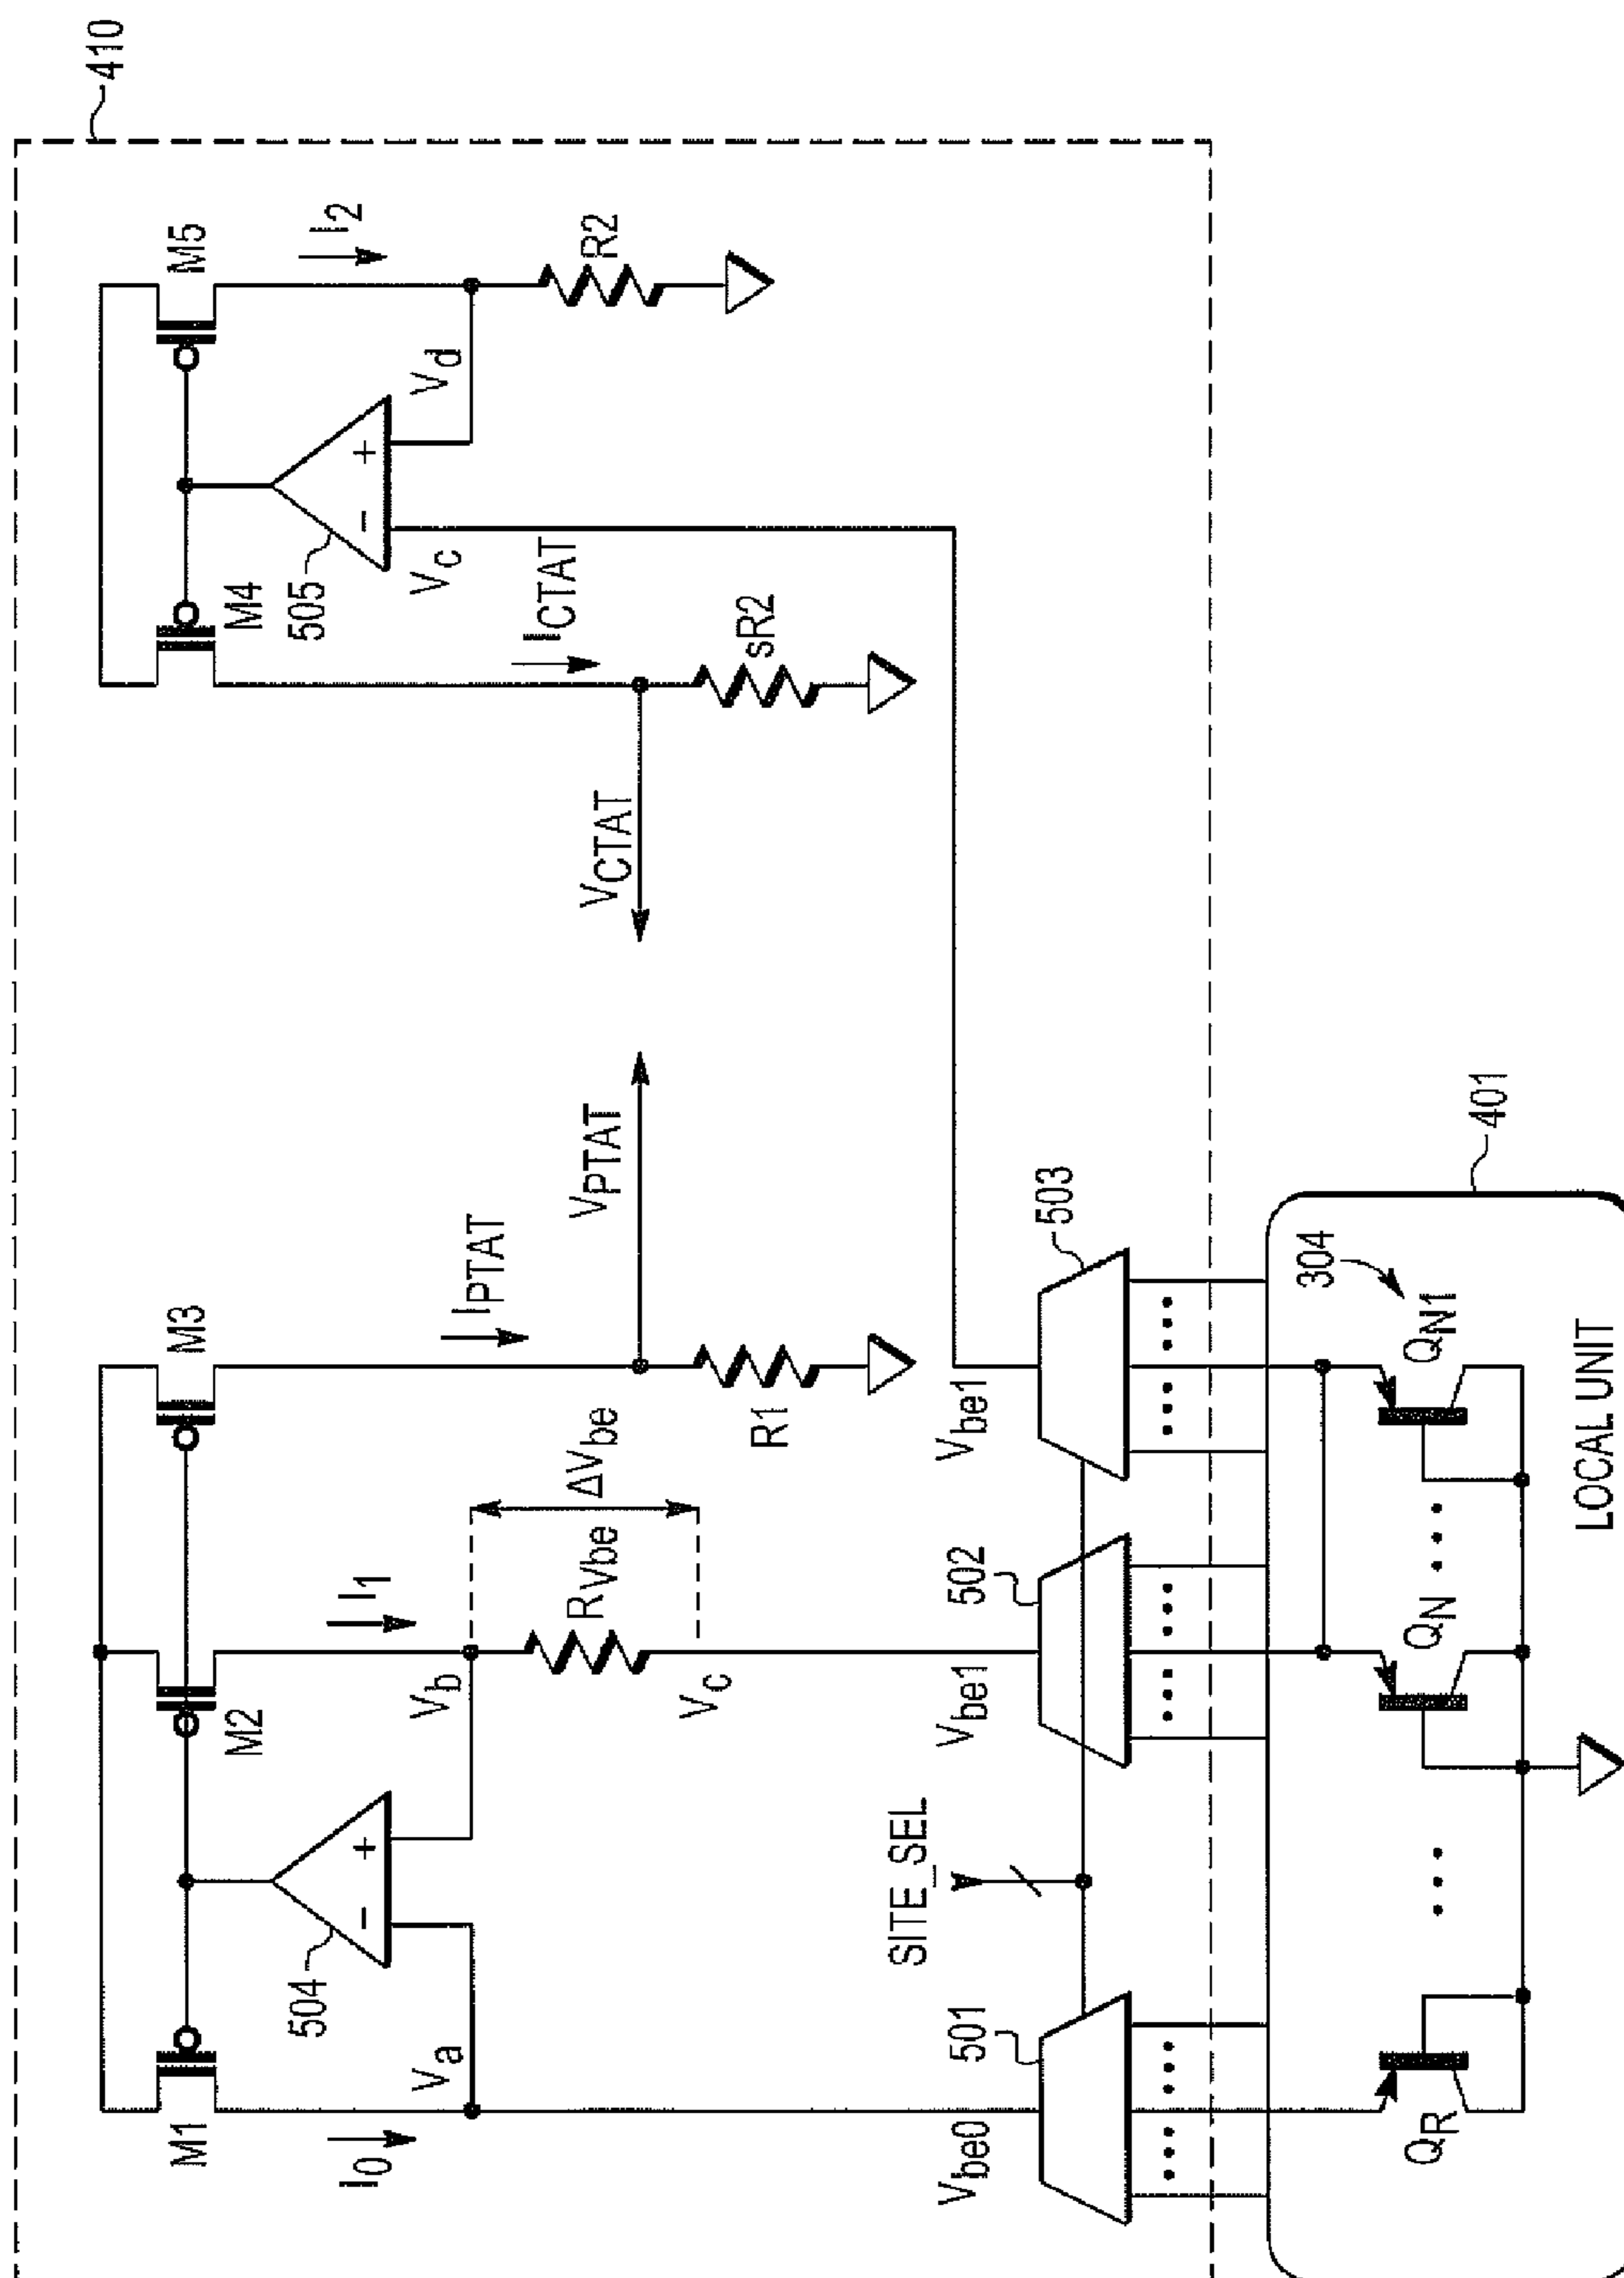 410
M1
M2
M3
M4
M5
I0
504
I1
IPTAT
505
ICTAT
I2
Va
Vb
RVbe
ΔVbe
Vc
VPTAT
VCTAT
Vc
Vd
R1
sR2
R2
SITE_SEL
Vbe0
501
Vbe1
502
Vbe1
503
401
304
QR
QN
QN1
LOCAL UNIT
− +
− +